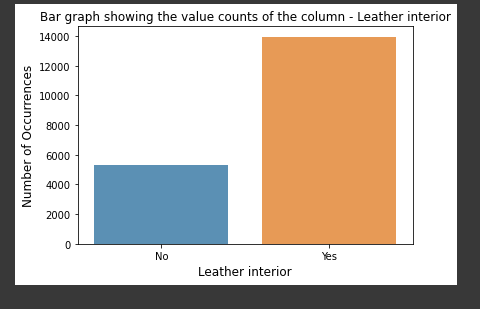 Bar graph showing the value counts of the column - Leather interior
14000
12000
10000
8000
6000
4000
2000
0
Number of Occurrences
No
Yes
Leather interior